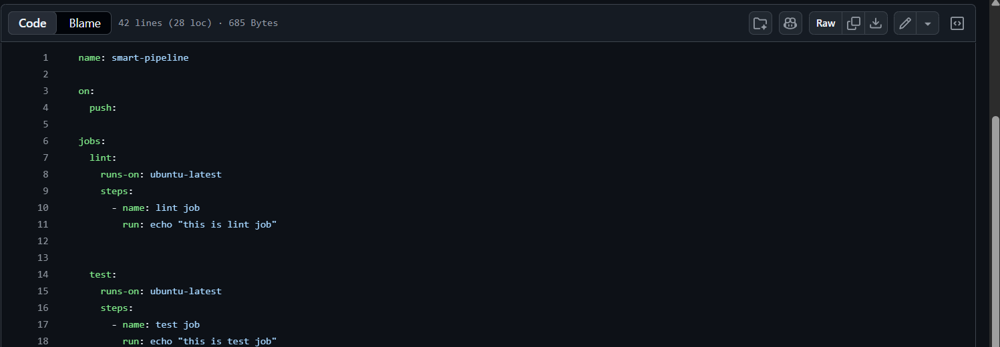 Code Blame 42 lines (28 loc) · 685 Bytes Raw
1 name: smart-pipeline
2
3 on:
4   push:
5
6 jobs:
7   lint:
8     runs-on: ubuntu-latest
9     steps:
10       - name: lint job
11         run: echo "this is lint job"
12
13
14   test:
15     runs-on: ubuntu-latest
16     steps:
17       - name: test job
18         run: echo "this is test job"